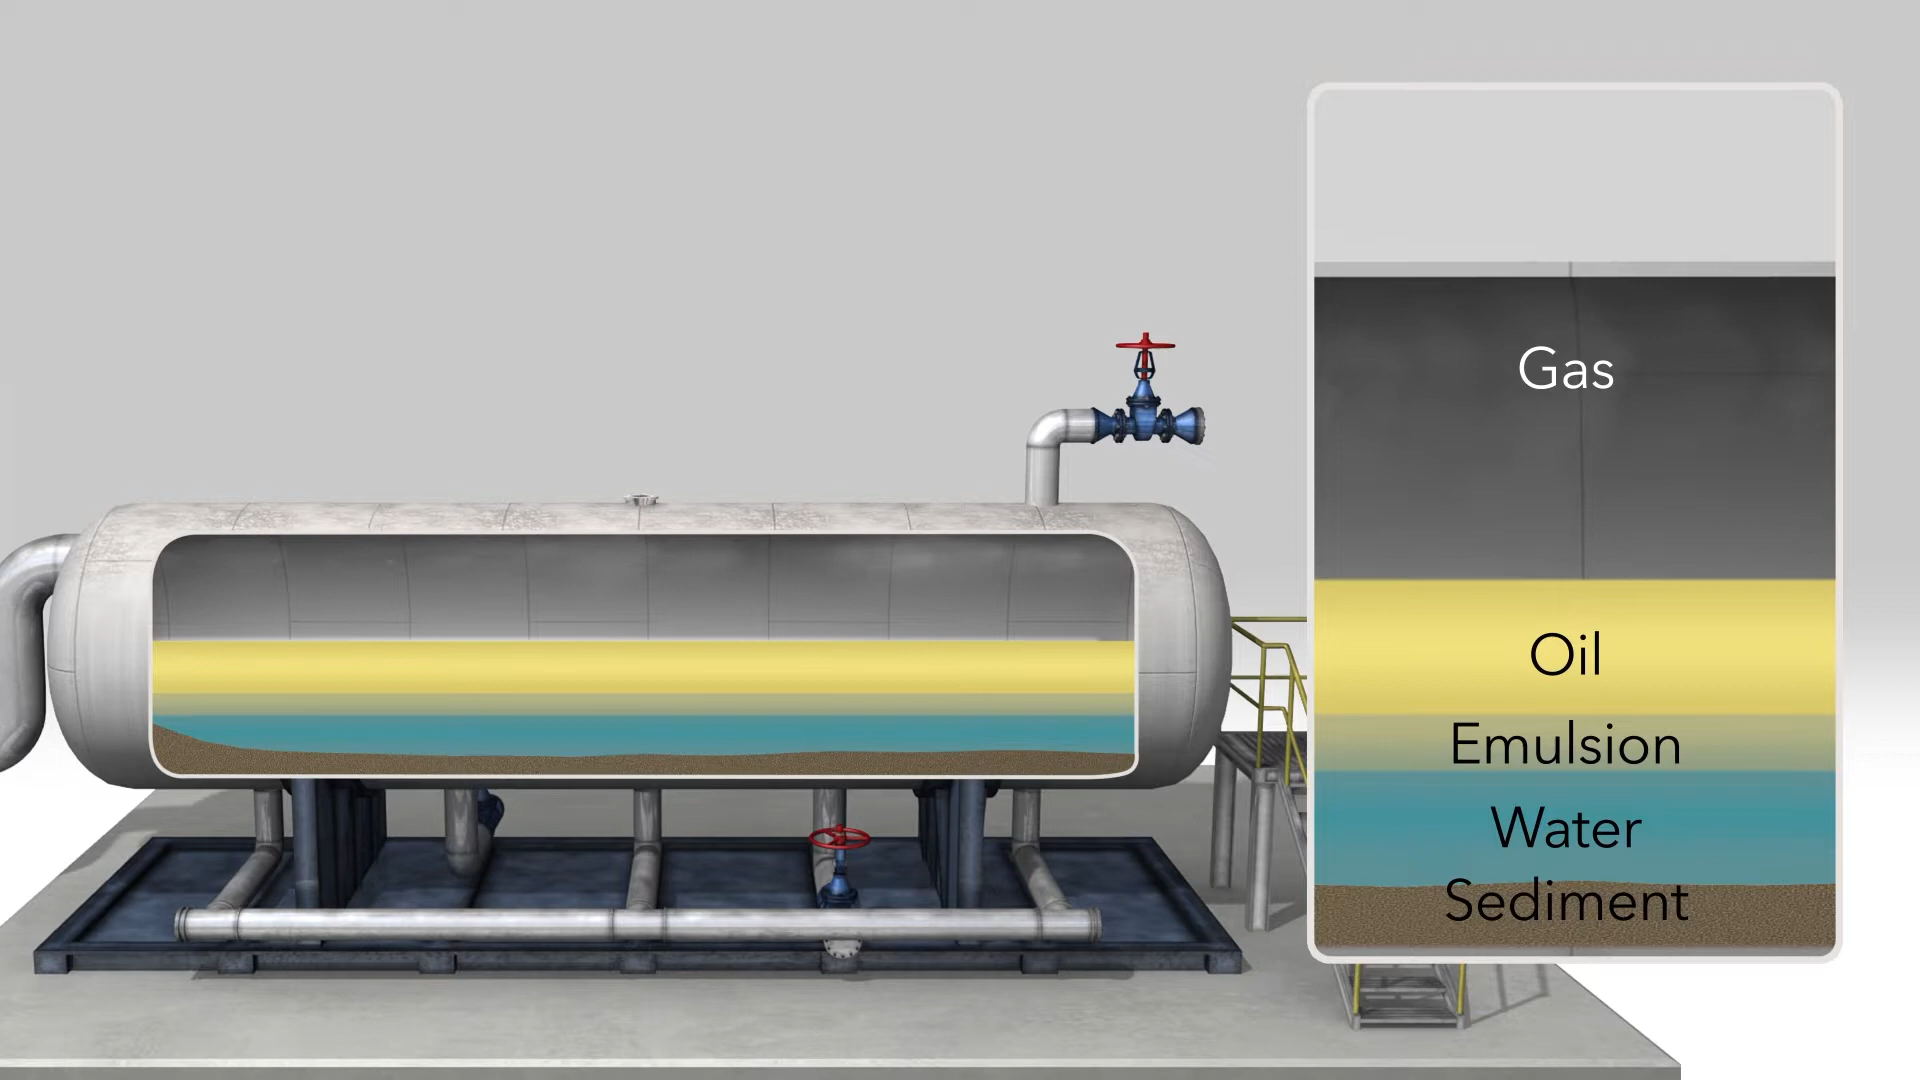 Gas
Oil
Emulsion
Water
Sediment